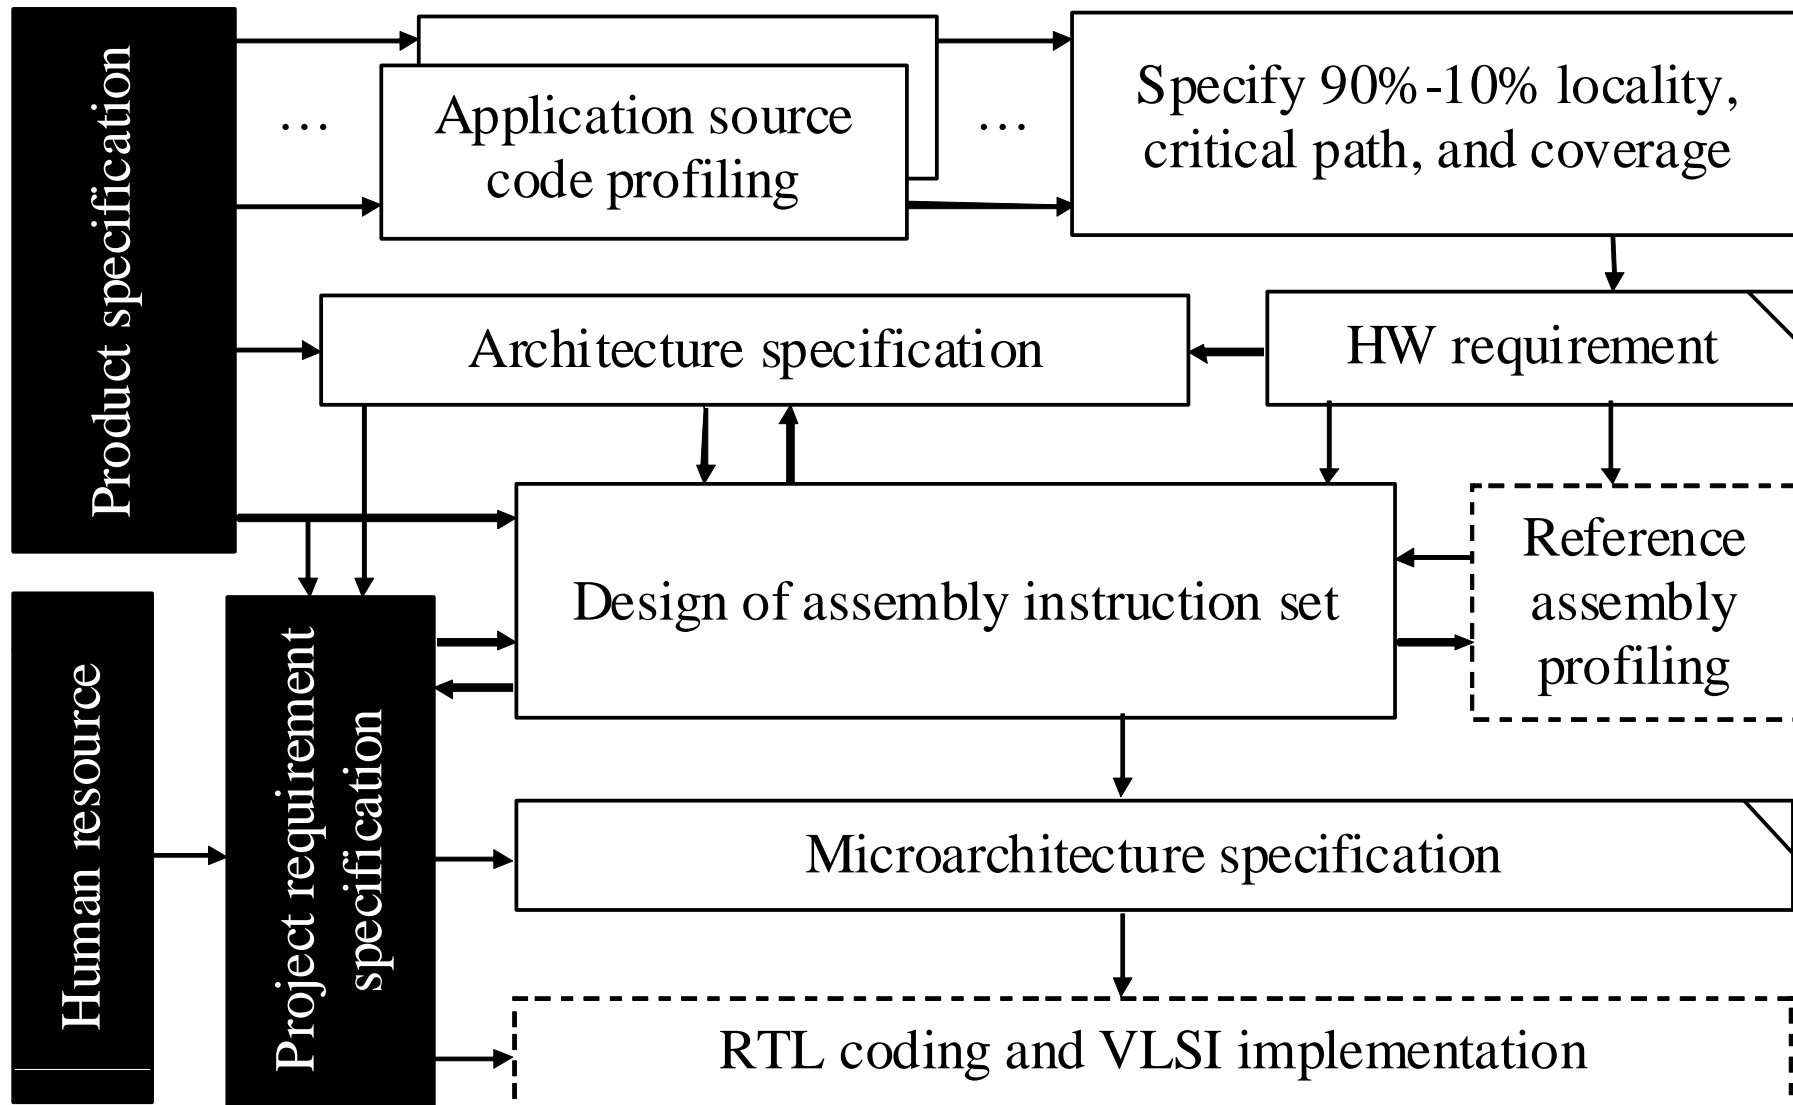 Product specification
…
Application source
code profiling
…
Specify 90%-10% locality,
critical path, and coverage
Architecture specification
HW requirement
Design of assembly instruction set
Reference
assembly
profiling
Human resource
Project requirement
specification
Microarchitecture specification
RTL coding and VLSI implementation